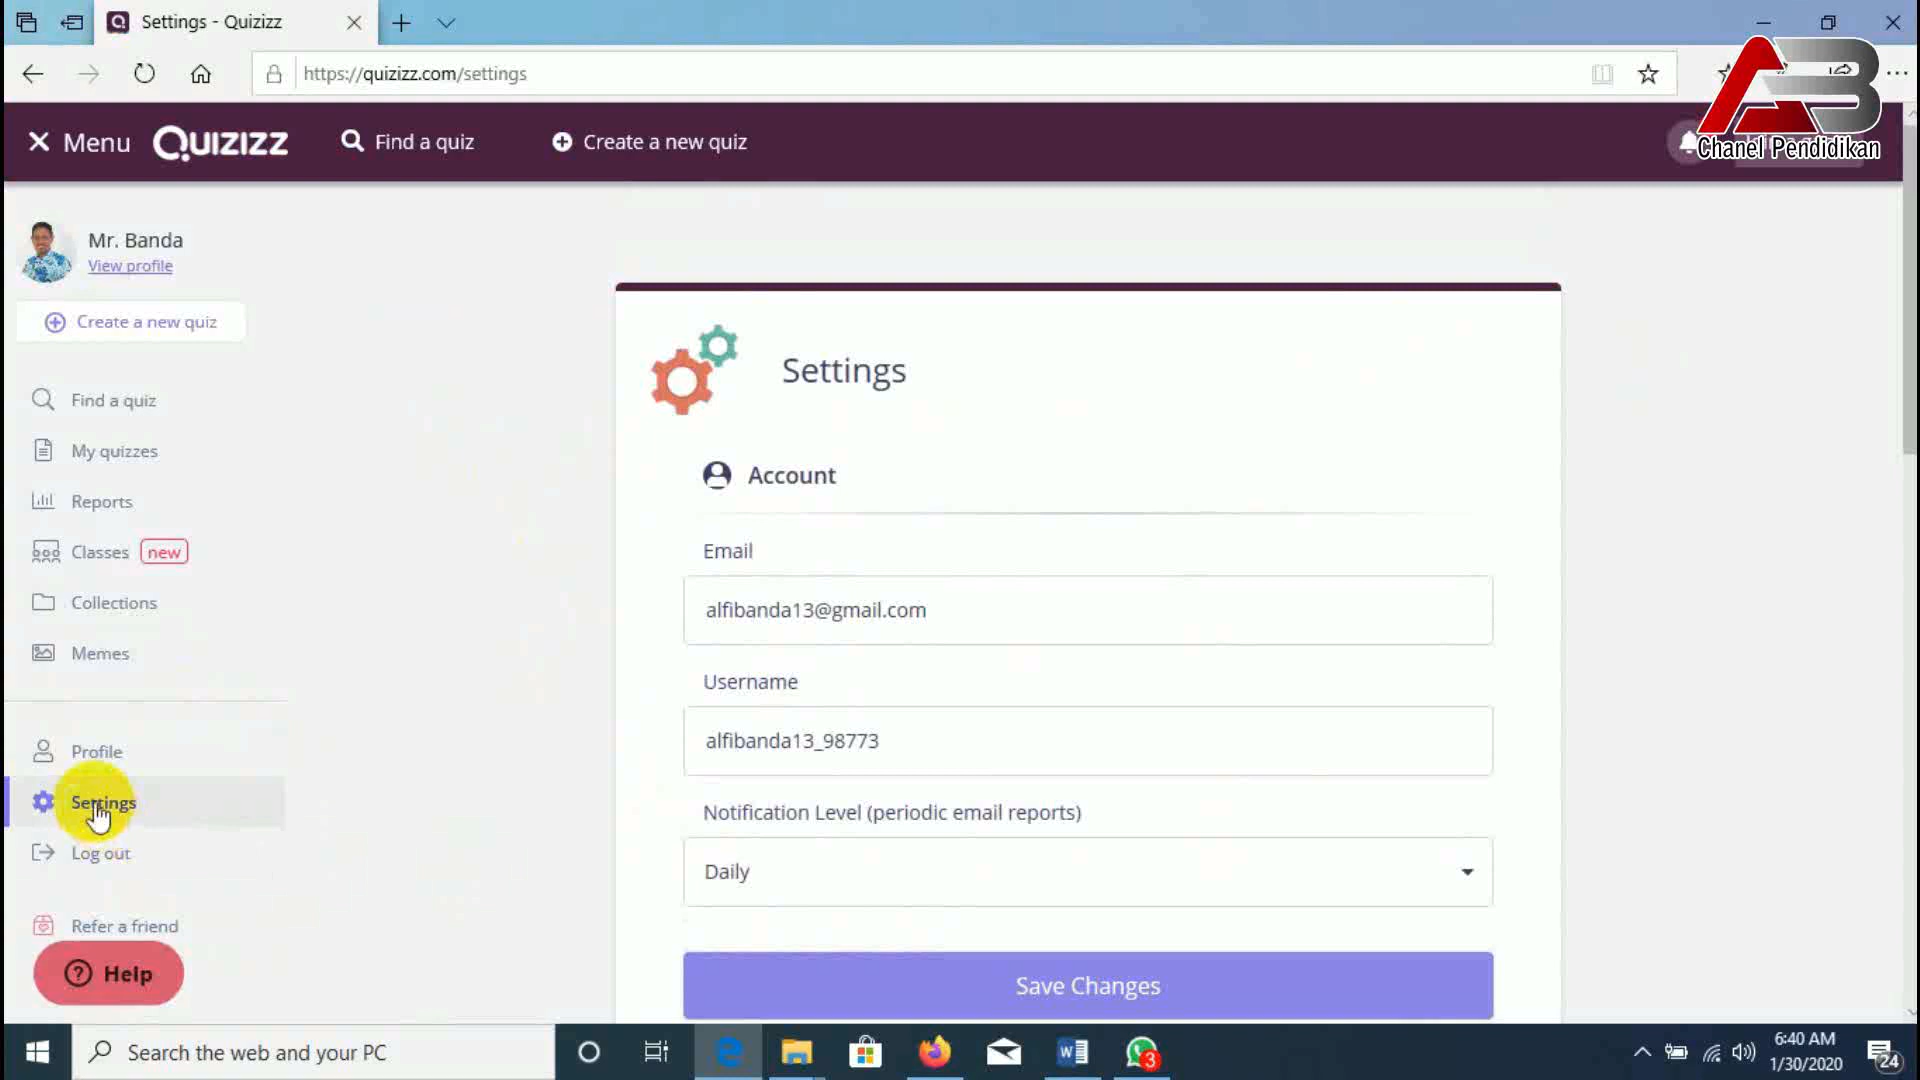 Settings - Quizizz
https://quizizz.com/settings
Menu QUIZIZZ Find a quiz Create a new quiz
AB
Chanel Pendidikan
Mr. Banda
View profile
Create a new quiz
Find a quiz
My quizzes
Reports
Classes new
Collections
Memes
Profile
Settings
Log out
Refer a friend
Help
Settings
Account
Email
alfibanda13@gmail.com
Username
alfibanda13_98773
Notification Level (periodic email reports)
Daily
Save Changes
Search the web and your PC
3
6:40 AM
1/30/2020
24